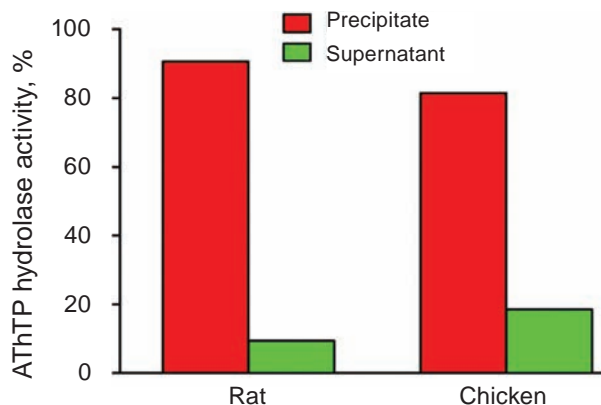 AThTP hydrolase activity, %
100
80
60
40
20
0
Precipitate
Supernatant
Rat
Chicken